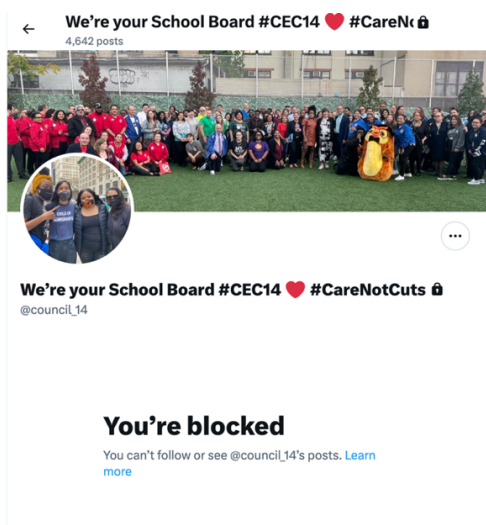 We're your School Board #CEC14 ❤️ #CareNo
4,642 posts
We're your School Board #CEC14 ❤️ #CareNotCuts
@council_14
You're blocked
You can't follow or see @council_14's posts. Learn
more